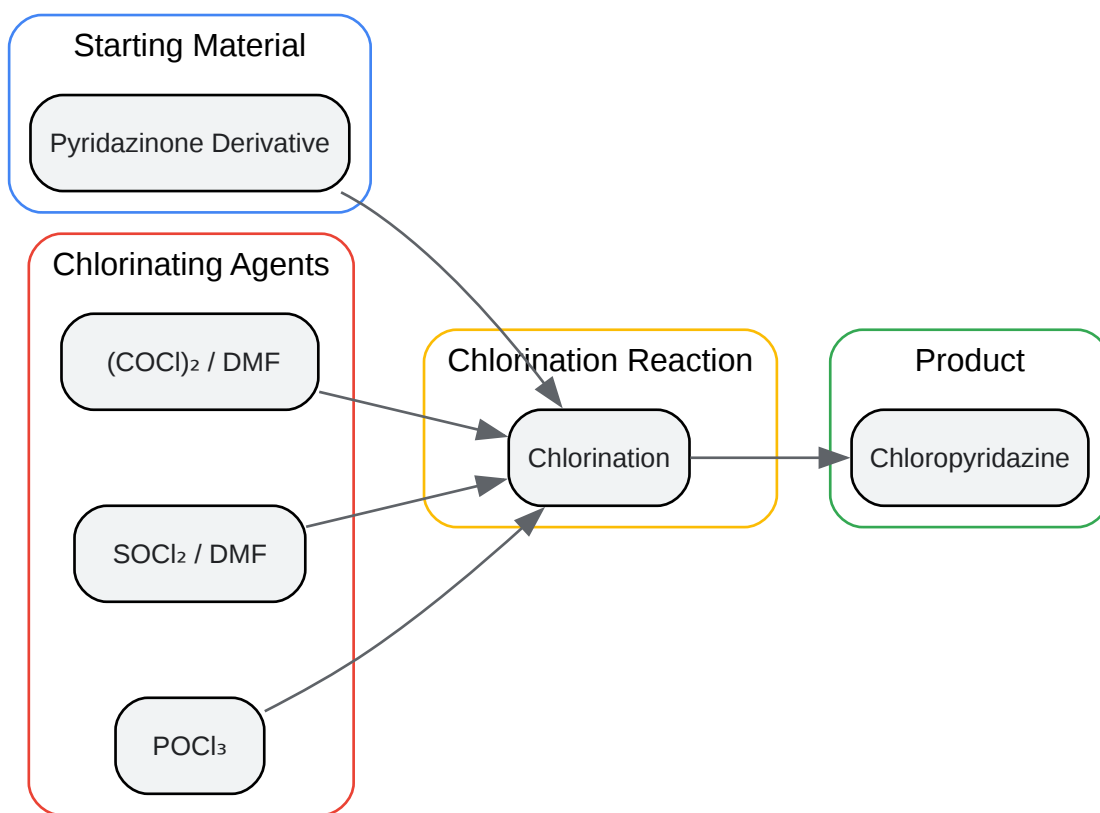 Starting Material
Pyridazinone Derivative
Chlorinating Agents
(COCl)₂ / DMF
SOCl₂ / DMF
POCl₃
Chlorination Reaction
Chlorination
Product
Chloropyridazine